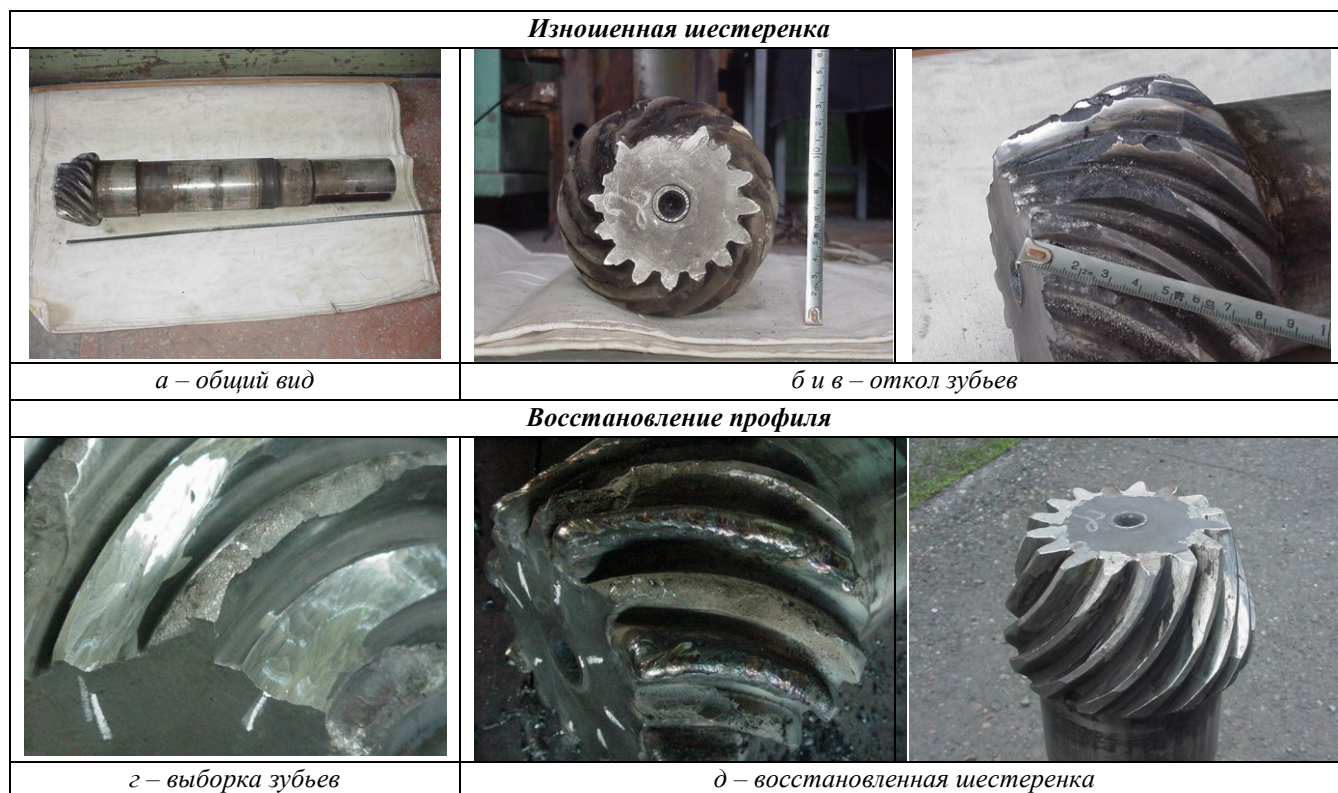 Изношенная шестеренка
а – общий вид
б и в – откол зубьев
Восстановление профиля
г – выборка зубьев
д – восстановленная шестеренка